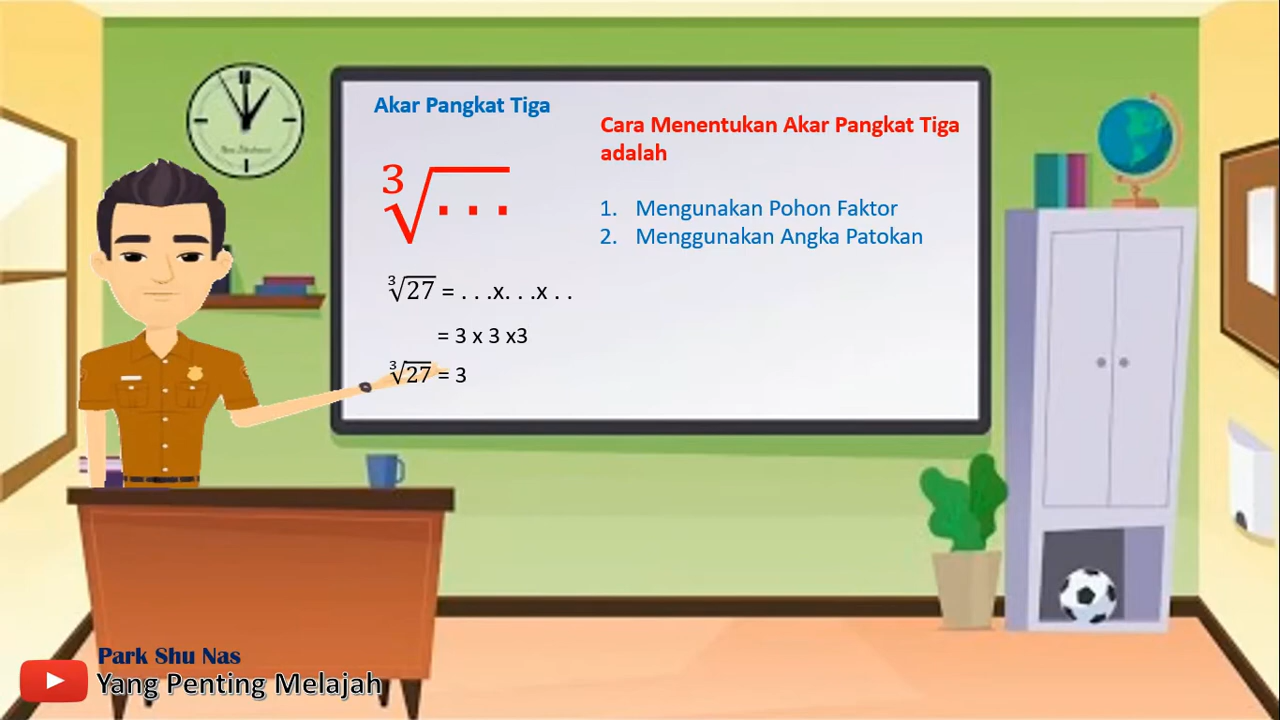 Akar Pangkat Tiga
∛...
∛27 = . . .x. . .x . .
= 3 x 3 x3
∛27 = 3
Cara Menentukan Akar Pangkat Tiga
adalah
1. Mengunakan Pohon Faktor
2. Menggunakan Angka Patokan
Park Shu Nas
Yang Penting Melajah